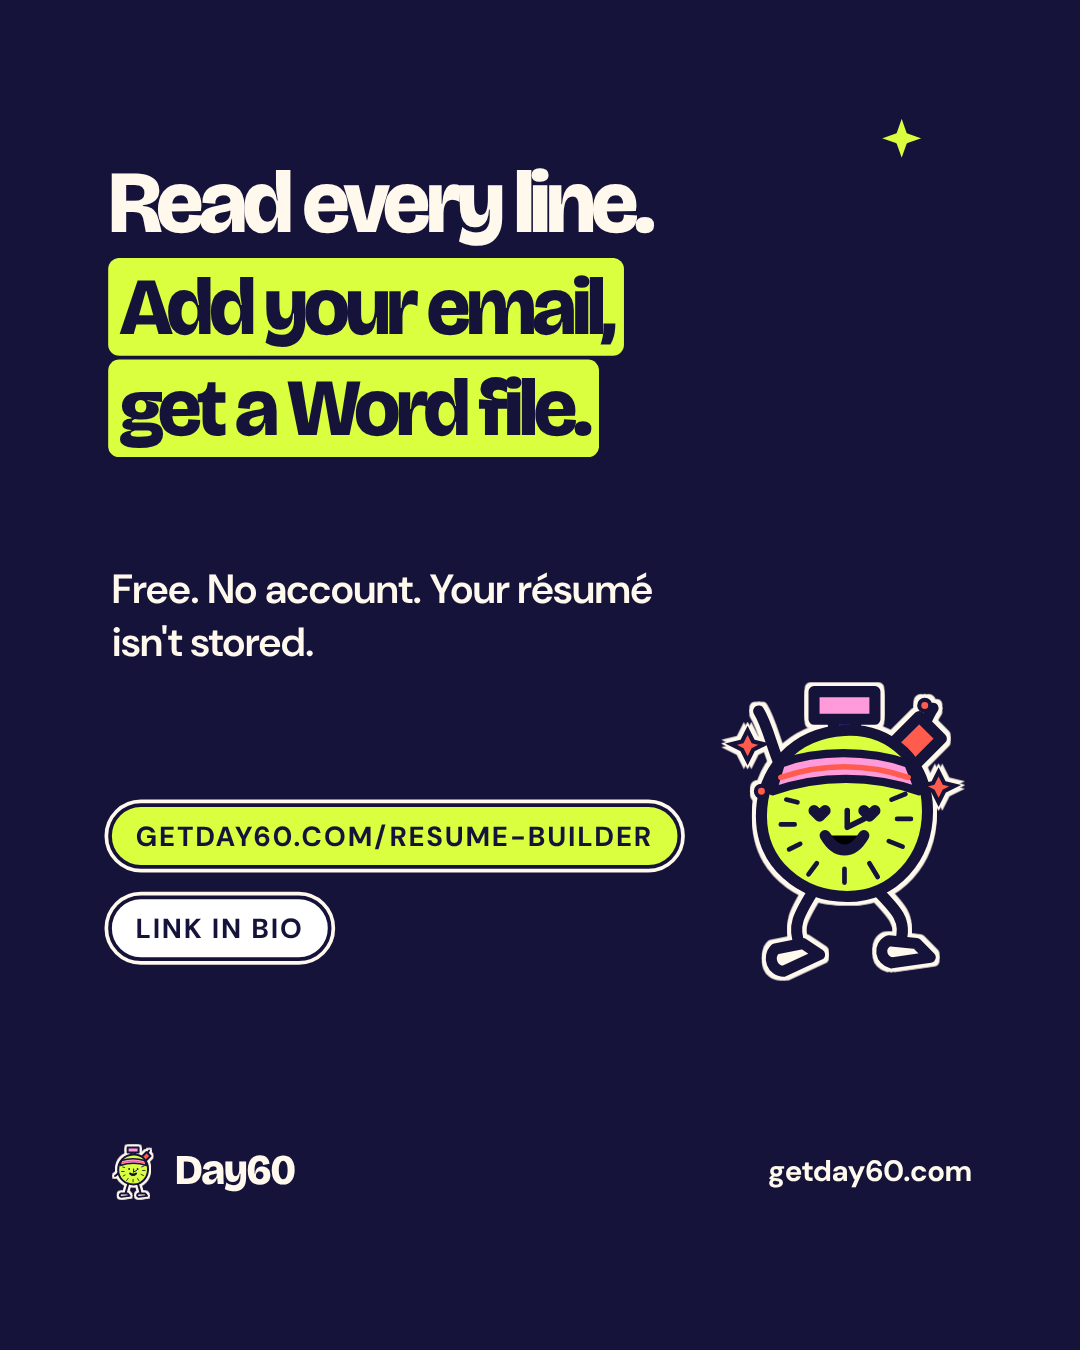 Read every line.
Add your email,
get a Word file.
Free. No account. Your résumé
isn't stored.
GETDAY60.COM/RESUME-BUILDER
LINK IN BIO
Day60
getday60.com